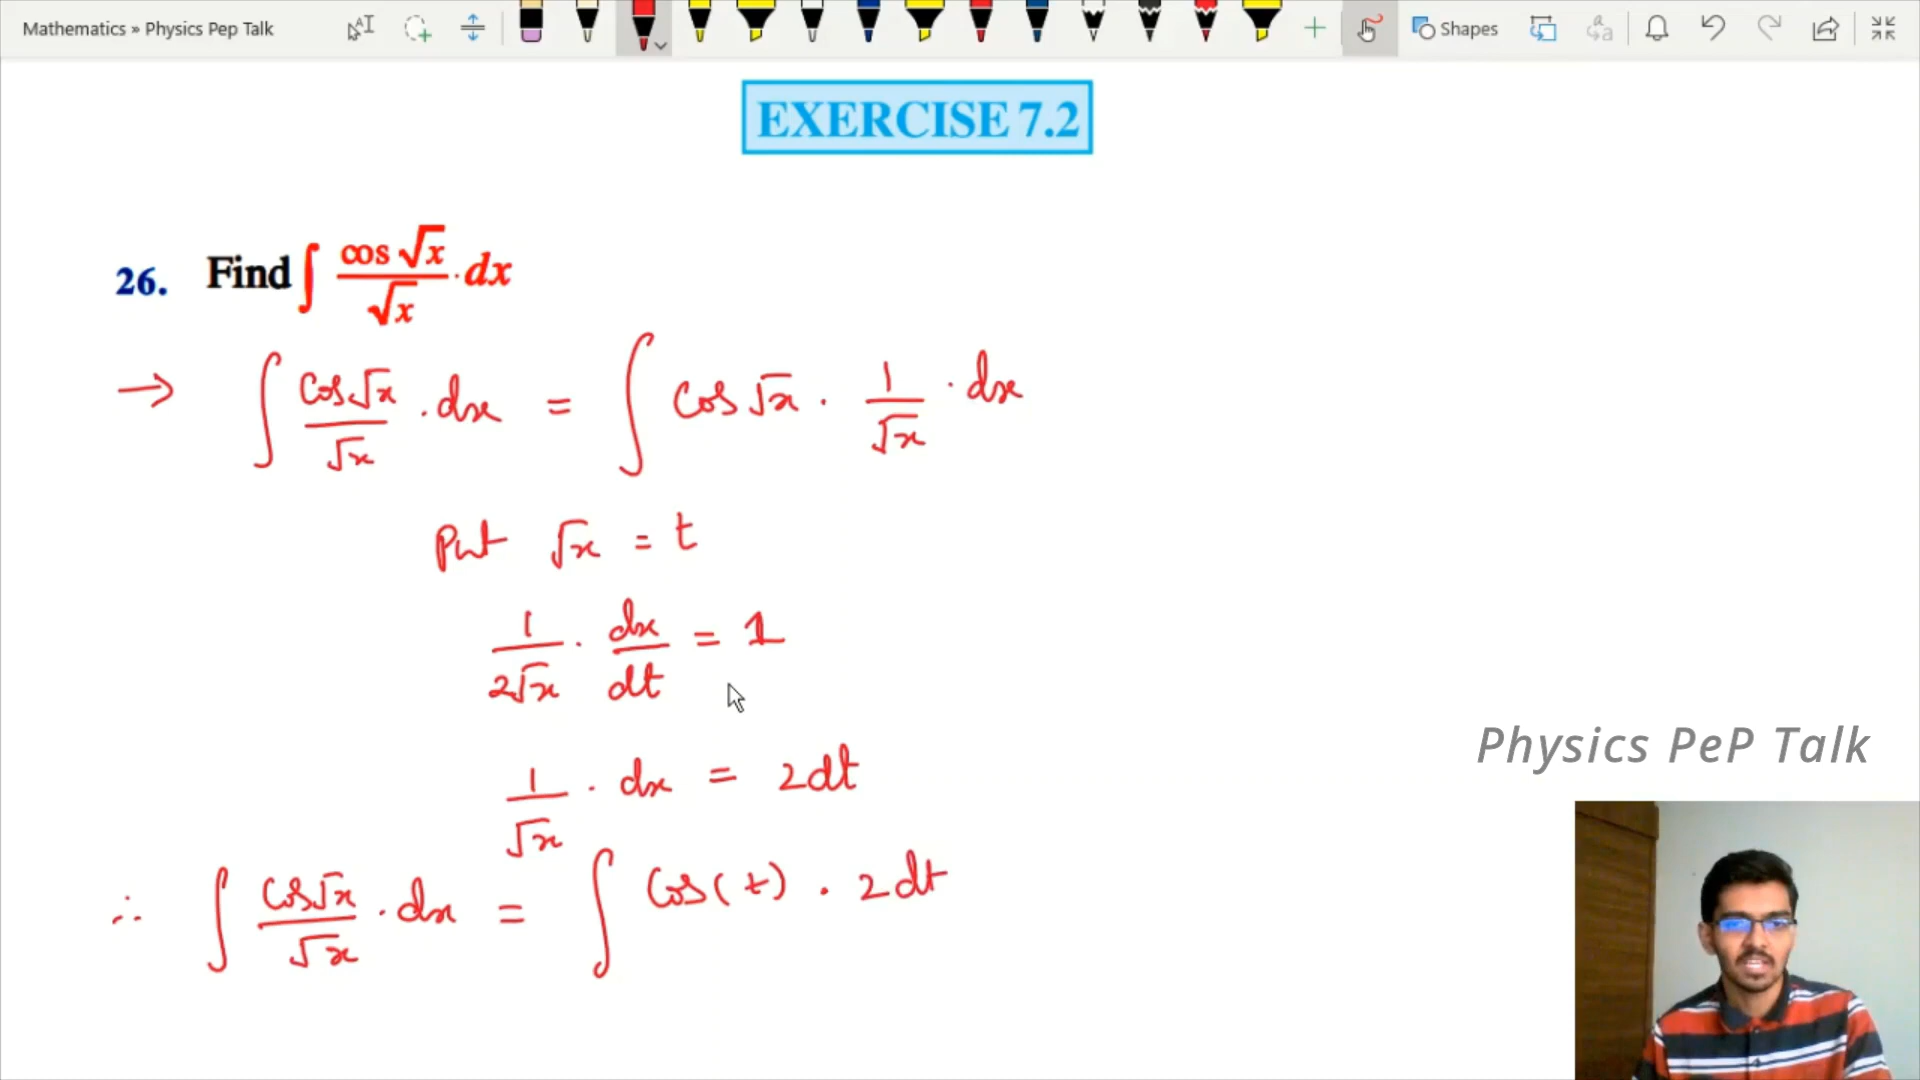 Mathematics » Physics Pep Talk
Shapes
EXERCISE 7.2
26. Find ∫ cos √x / √x · dx
→ ∫ Cos√x / √x · dx = ∫ Cos √x · 1/√x · dx
Put √x = t
1/2√x · dx/dt = 1
1/√x · dx = 2dt
∴ ∫ Cos√x / √x · dx = ∫ Cos(t) · 2dt
Physics PeP Talk